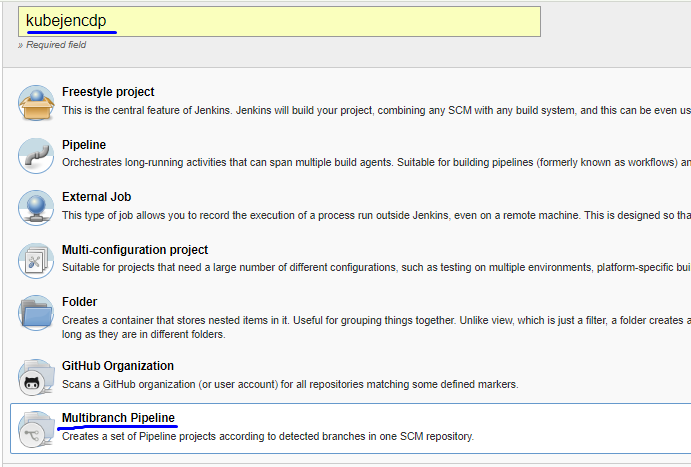 kubejencdp
» Required field
Freestyle project
This is the central feature of Jenkins. Jenkins will build your project, combining any SCM with any build system, and this can be even us
Pipeline
Orchestrates long-running activities that can span multiple build agents. Suitable for building pipelines (formerly known as workflows) an
External Job
This type of job allows you to record the execution of a process run outside Jenkins, even on a remote machine. This is designed so tha
Multi-configuration project
Suitable for projects that need a large number of different configurations, such as testing on multiple environments, platform-specific bui
Folder
Creates a container that stores nested items in it. Useful for grouping things together. Unlike view, which is just a filter, a folder creates a
long as they are in different folders.
GitHub Organization
Scans a GitHub organization (or user account) for all repositories matching some defined markers.
Multibranch Pipeline
Creates a set of Pipeline projects according to detected branches in one SCM repository.